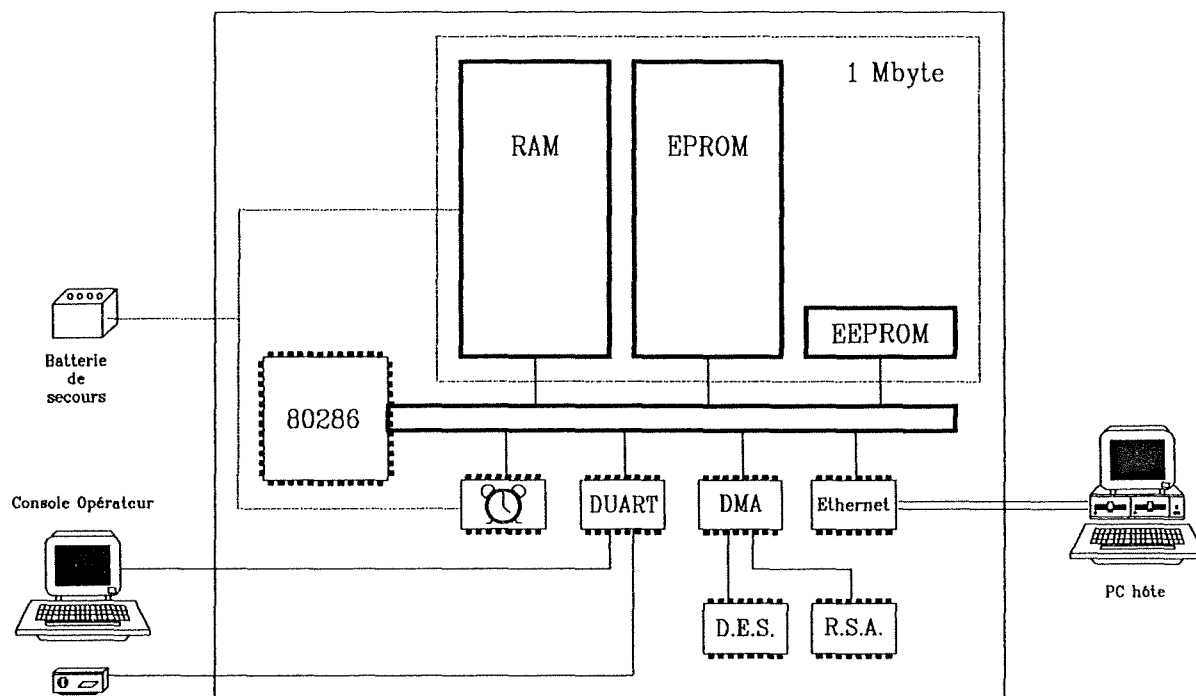 1 Mbyte
RAM
EPROM
EEPROM
Batterie
de
secours
80286
Console Opérateur
DUART
DMA
Ethernet
D.E.S.
R.S.A.
PC hôte